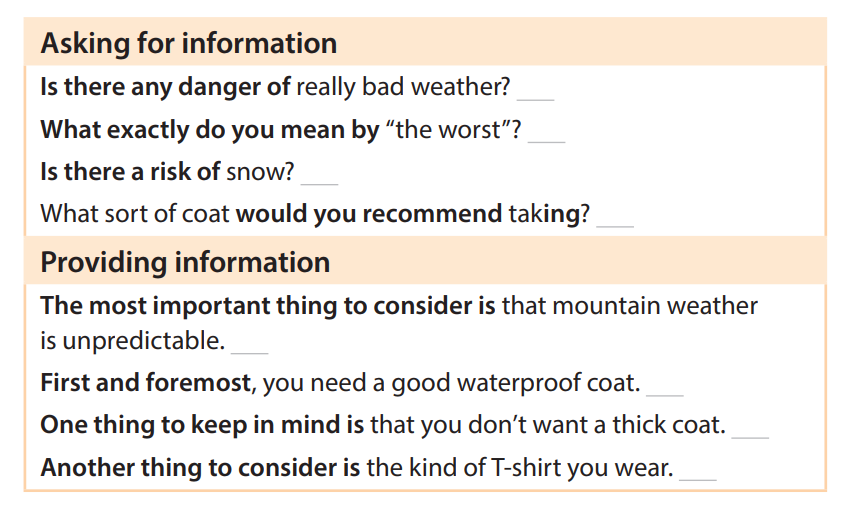 Asking for information
Is there any danger of really bad weather? ___
What exactly do you mean by “the worst”? ___
Is there a risk of snow? ___
What sort of coat would you recommend taking? ___
Providing information
The most important thing to consider is that mountain weather
is unpredictable. ___
First and foremost, you need a good waterproof coat. ___
One thing to keep in mind is that you don’t want a thick coat. ___
Another thing to consider is the kind of T-shirt you wear. ___